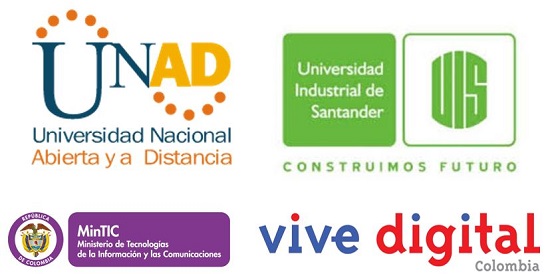 UNAD
Universidad Nacional
Abierta y a Distancia
Universidad
Industrial de
Santander
UIS
CONSTRUIMOS FUTURO
REPÚBLICA
DE COLOMBIA
MinTIC
Ministerio de Tecnologías
de la Información y las Comunicaciones
vive digital
Colombia